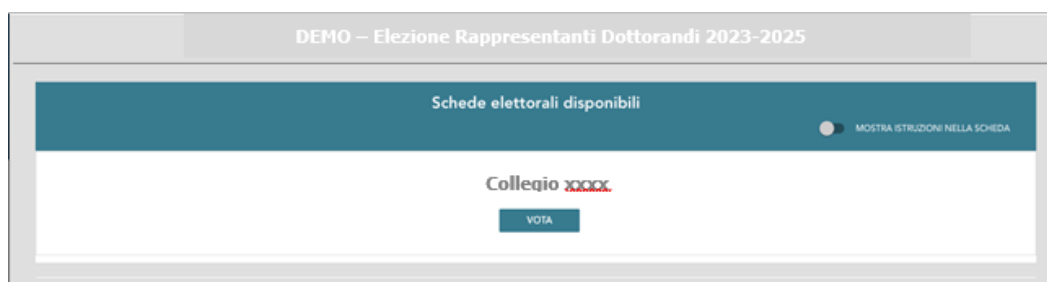 DEMO – Elezione Rappresentanti Dottorandi 2023-2025
Schede elettorali disponibili
MOSTRA ISTRUZIONI NELLA SCHEDA
Collegio xxxx
VOTA